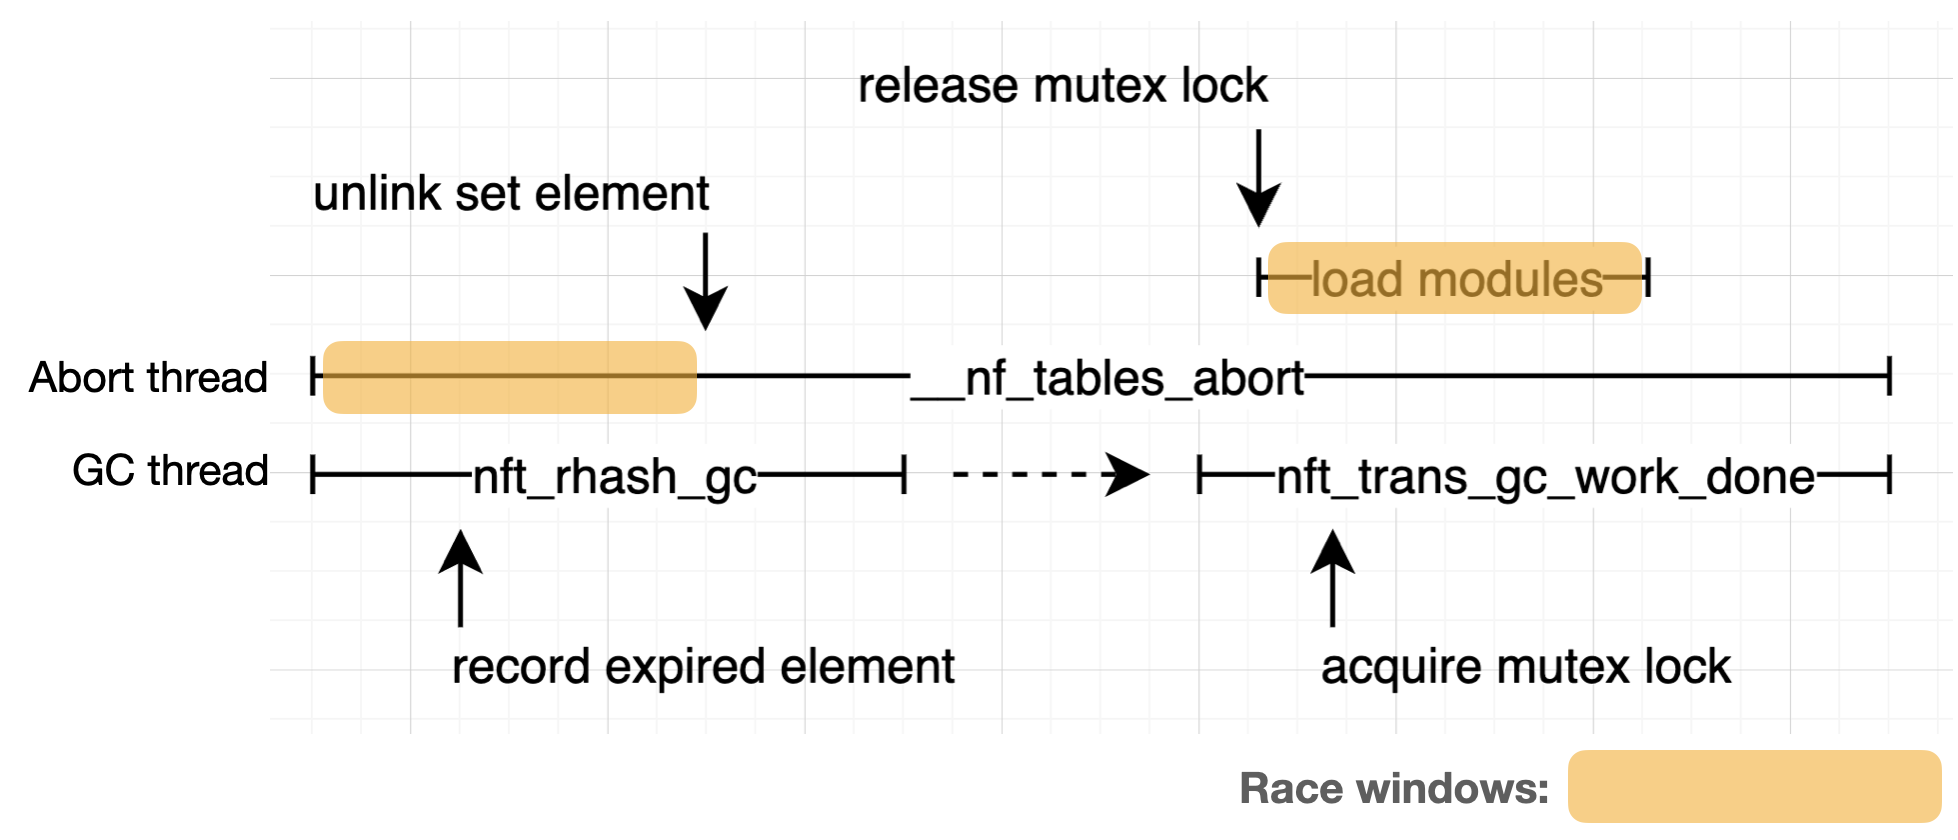 release mutex lock
unlink set element
load modules
Abort thread
__nf_tables_abort
GC thread
nft_rhash_gc
nft_trans_gc_work_done
record expired element
acquire mutex lock
Race windows: